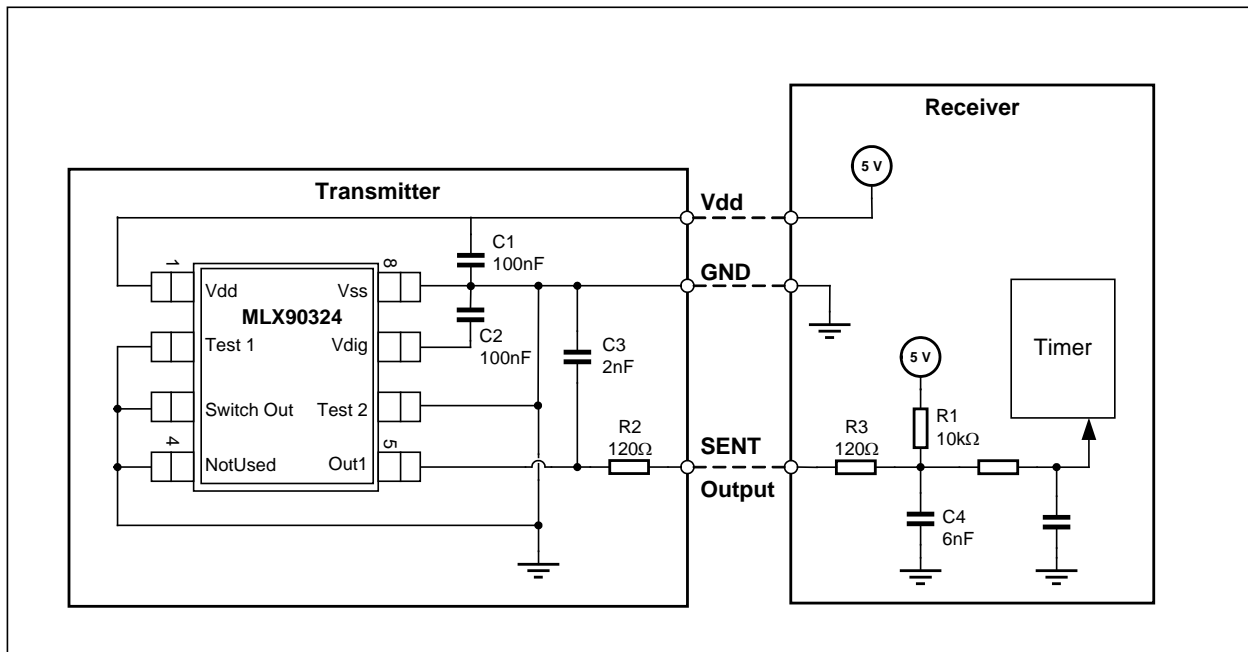 Receiver
5 V
Transmitter
Vdd
C1
100nF
GND
1
8
Vdd
Vss
MLX90324
C2
100nF
Test 1
Vdig
C3
2nF
5 V
Timer
Switch Out
Test 2
R1
10kΩ
4
5
NotUsed
Out1
R2
120Ω
SENT
Output
R3
120Ω
C4
6nF